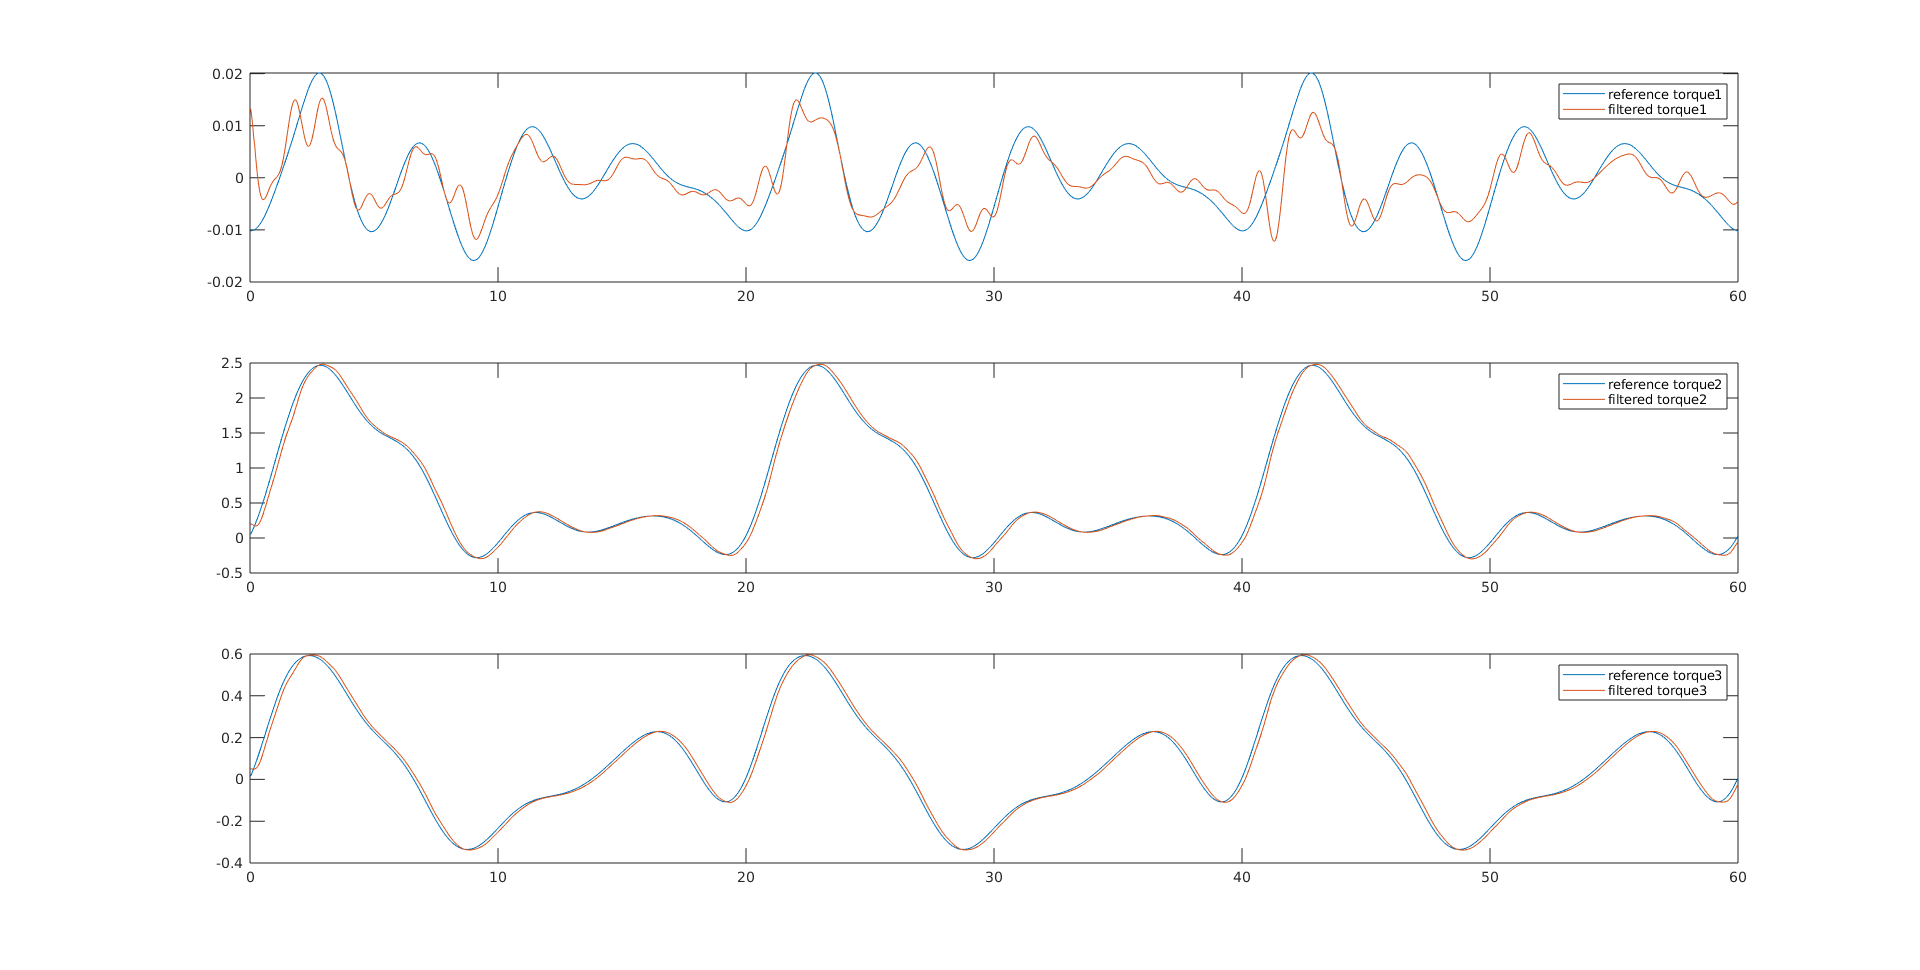 0.02
0.01
0
-0.01
-0.02
0 10 20 30 40 50 60
reference torque1
filtered torque1
2.5
2
1.5
1
0.5
0
-0.5
0 10 20 30 40 50 60
reference torque2
filtered torque2
0.6
0.4
0.2
0
-0.2
-0.4
0 10 20 30 40 50 60
reference torque3
filtered torque3